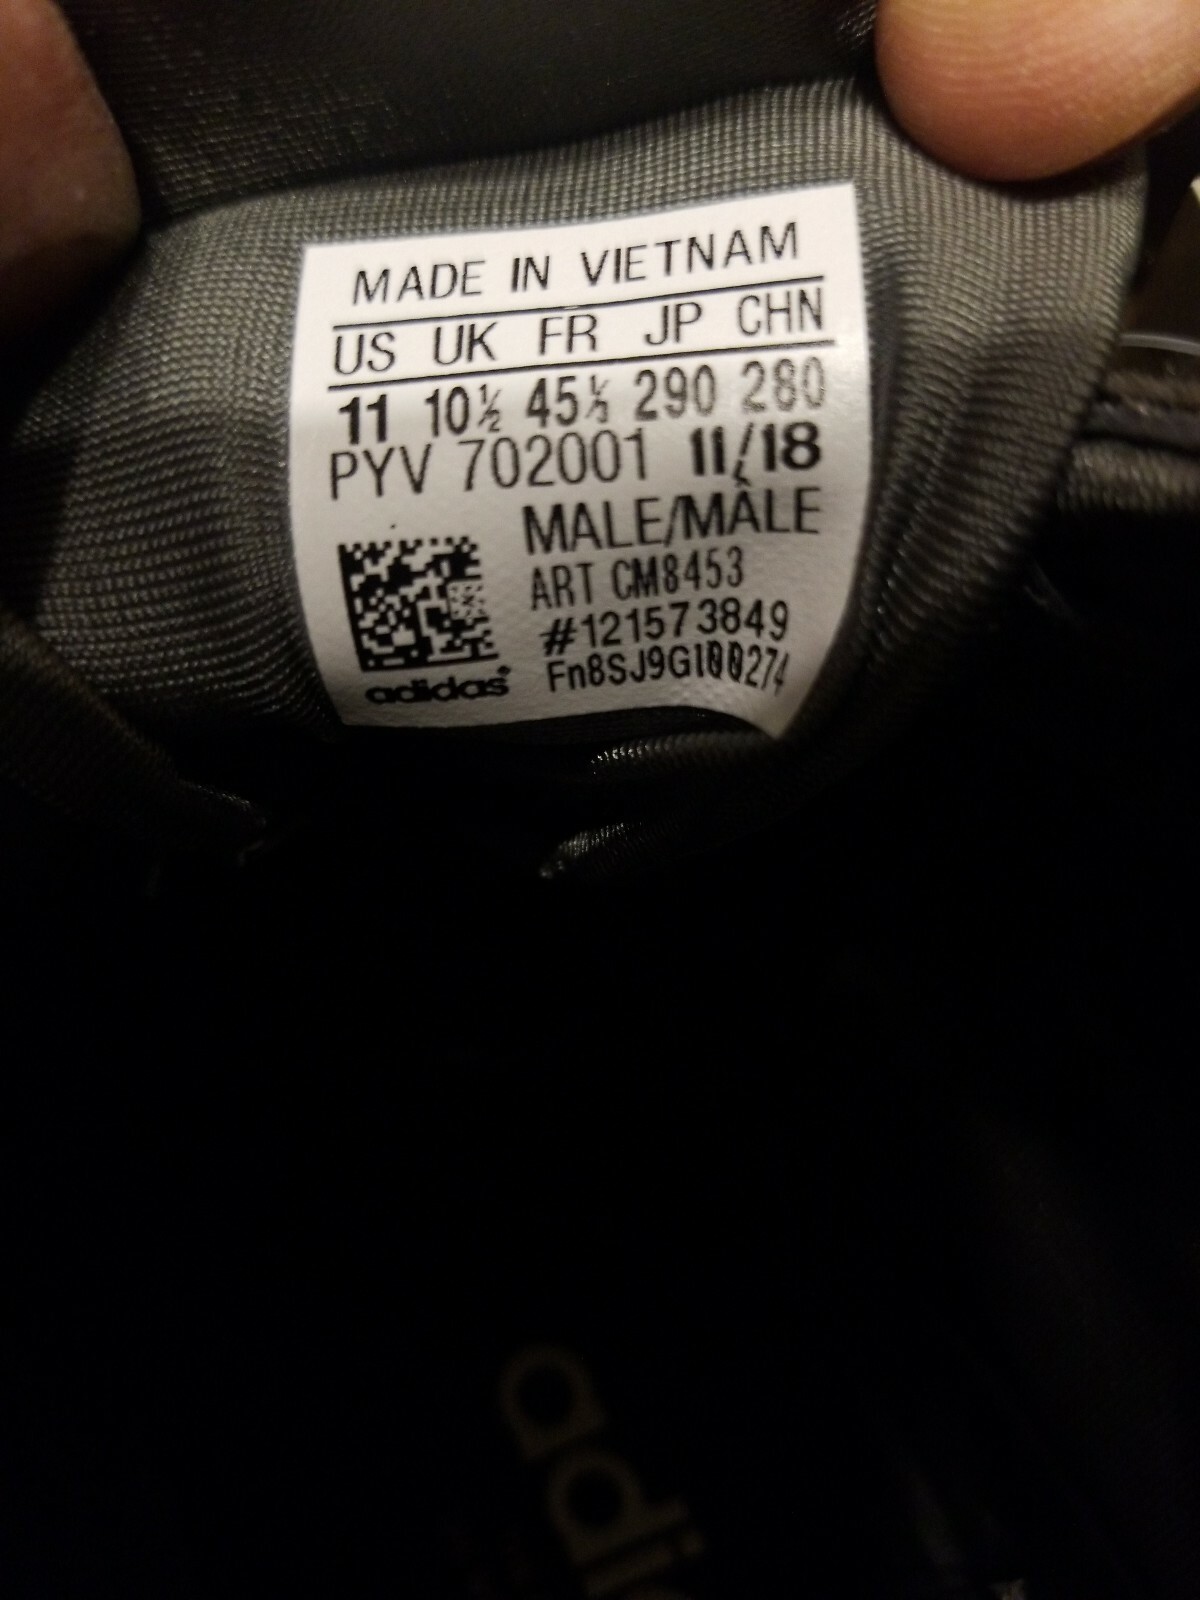 MADE IN VIETNAM
US UK FR JP CHN
11 10½ 45⅓ 290 280
PYV 702001 11/18
MALE/MÂLE
ART CM8453
#121573849
Fn8SJ9G100274
adidas
adi